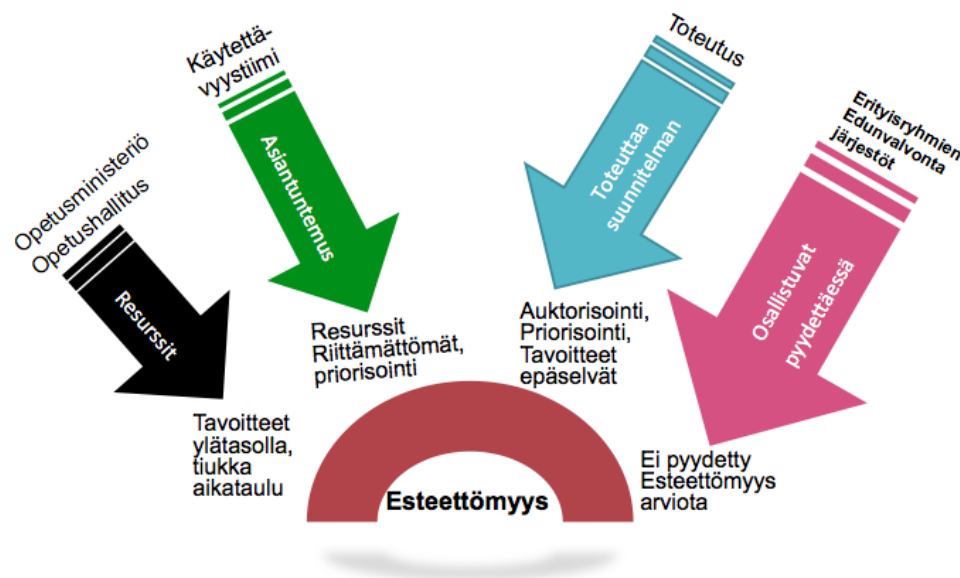 Opetusministeriö
Opetushallitus
Resurssit
Tavoitteet
ylätasolla,
tiukka
aikataulu
Käytettä-
vyystiimi
Asiantuntemus
Resurssit
Riittämättömät,
priorisointi
Toteutus
Toteuttaa
suunnitelman
Auktorisointi,
Priorisointi,
Tavoitteet
epäselvät
Erityisryhmien
Edunvalvonta
järjestöt
Osallistuvat
pyydettäessä
Ei pyydetty
Esteettömyys
arviota
Esteettömyys